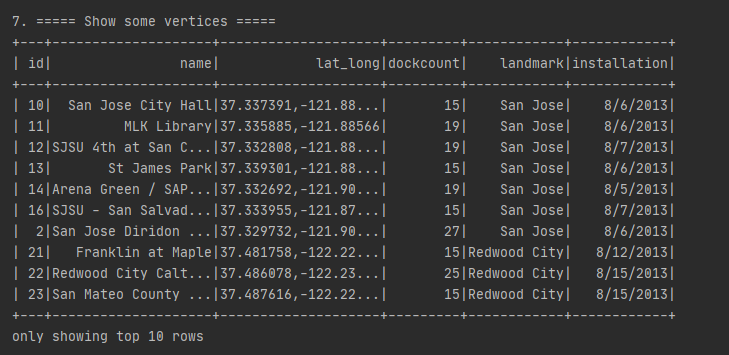 7. ===== Show some vertices =====
+---+--------------------+--------------------+---------+------------+------------+
| id|                name|            lat_long|dockcount|    landmark|installation|
+---+--------------------+--------------------+---------+------------+------------+
| 10|  San Jose City Hall|37.337391,-121.88...|       15|    San Jose|    8/6/2013|
| 11|         MLK Library|37.335885,-121.88566|       19|    San Jose|    8/6/2013|
| 12|SJSU 4th at San C...|37.332808,-121.88...|       19|    San Jose|    8/7/2013|
| 13|       St James Park|37.339301,-121.88...|       15|    San Jose|    8/6/2013|
| 14|Arena Green / SAP...|37.332692,-121.90...|       19|    San Jose|    8/5/2013|
| 16|SJSU - San Salvad...|37.333955,-121.87...|       15|    San Jose|    8/7/2013|
|  2|San Jose Diridon ...|37.329732,-121.90...|       27|    San Jose|    8/6/2013|
| 21|   Franklin at Maple|37.481758,-122.22...|       15|Redwood City|   8/12/2013|
| 22|Redwood City Calt...|37.486078,-122.23...|       25|Redwood City|   8/15/2013|
| 23|San Mateo County ...|37.487616,-122.22...|       15|Redwood City|   8/15/2013|
+---+--------------------+--------------------+---------+------------+------------+
only showing top 10 rows